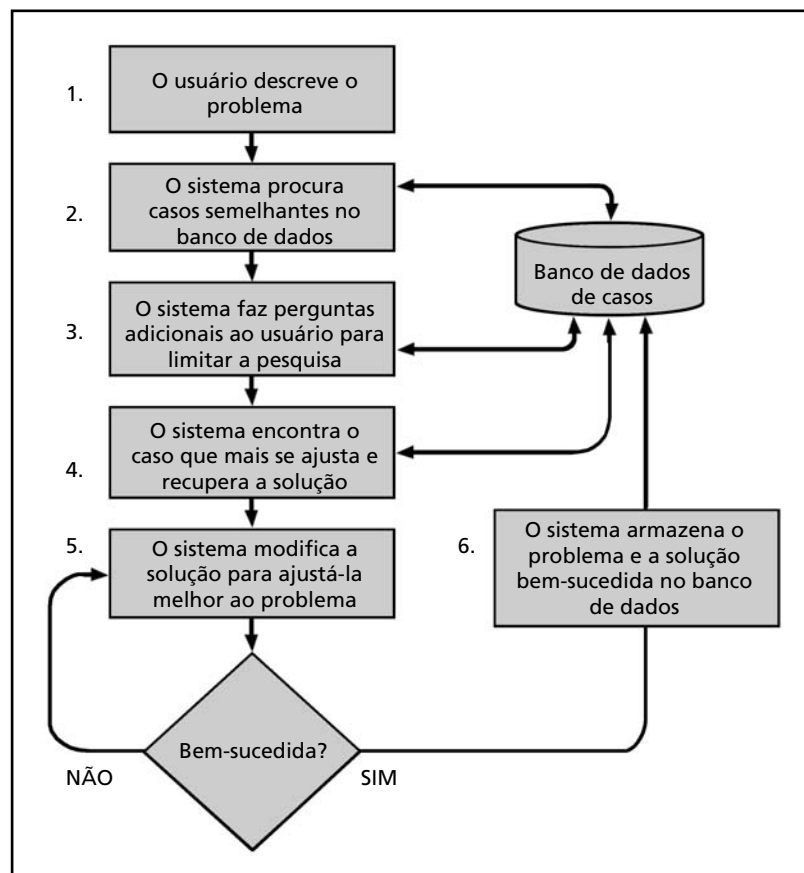 1.
O usuário descreve o
problema
2.
O sistema procura
casos semelhantes no
banco de dados
Banco de dados
de casos
3.
O sistema faz perguntas
adicionais ao usuário para
limitar a pesquisa
4.
O sistema encontra o
caso que mais se ajusta e
recupera a solução
5.
O sistema modifica a
solução para ajustá-la
melhor ao problema
6.
O sistema armazena o
problema e a solução
bem-sucedida no banco
de dados
Bem-sucedida?
NÃO
SIM